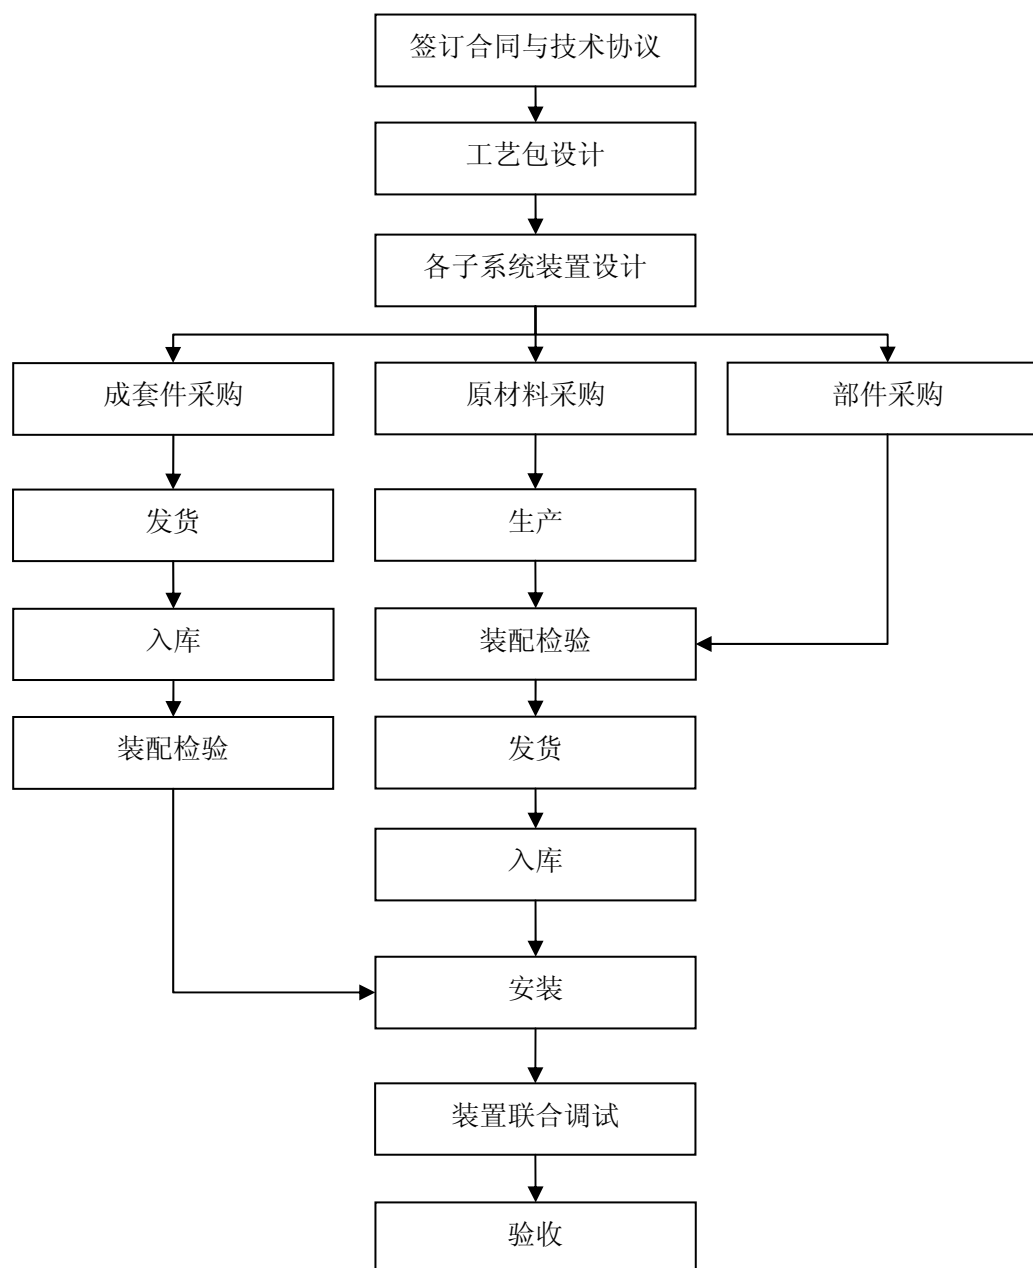 签订合同与技术协议
工艺包设计
各子系统装置设计
成套件采购
原材料采购
部件采购
发货
生产
入库
装配检验
装配检验
发货
入库
安装
装置联合调试
验收